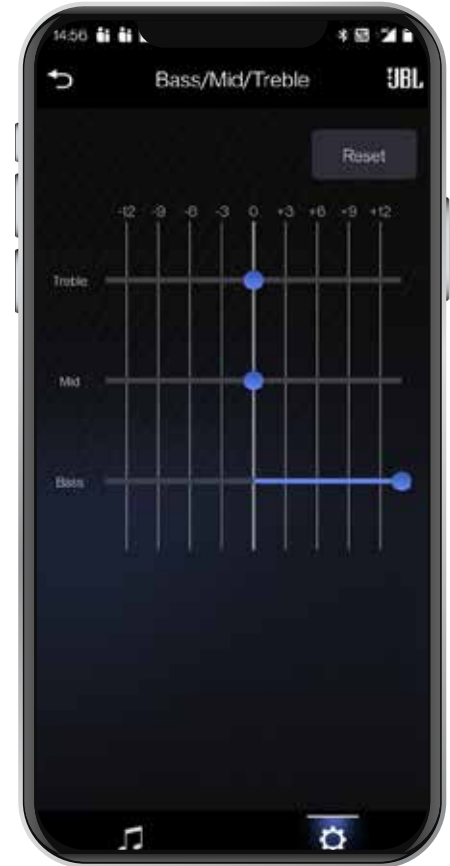 14:56
Bass/Mid/Treble JBL
Reset
-12 -9 -6 -3 0 +3 +6 +9 +12
Treble
Mid
Bass